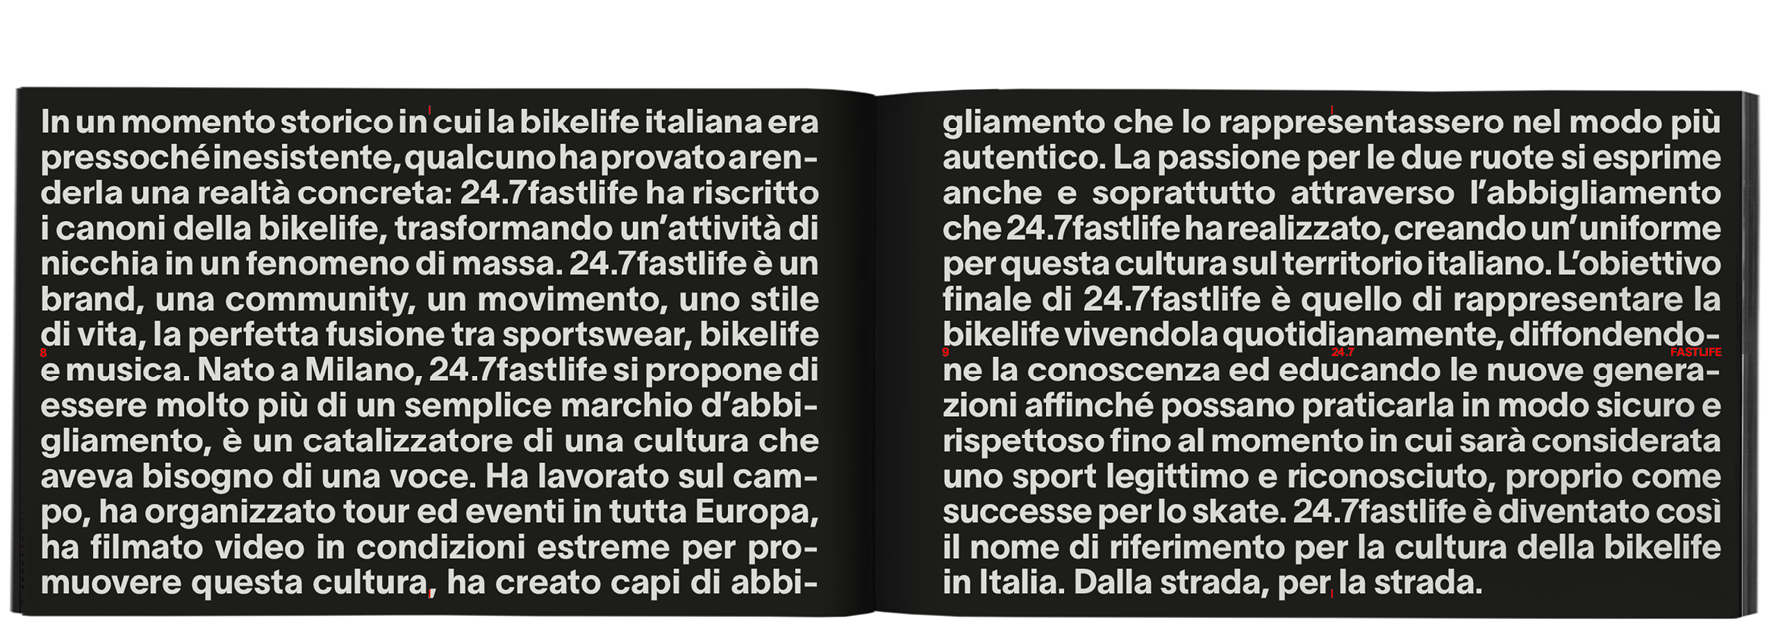 In un momento storico in cui la bikelife italiana era
pressoché inesistente, qualcuno ha provato a ren-
derla una realtà concreta: 24.7fastlife ha riscritto
i canoni della bikelife, trasformando un'attività di
nicchia in un fenomeno di massa. 24.7fastlife è un
brand, una community, un movimento, uno stile
di vita, la perfetta fusione tra sportswear, bikelife
8
e musica. Nato a Milano, 24.7fastlife si propone di
essere molto più di un semplice marchio d'abbi-
gliamento, è un catalizzatore di una cultura che
aveva bisogno di una voce. Ha lavorato sul cam-
po, ha organizzato tour ed eventi in tutta Europa,
ha filmato video in condizioni estreme per pro-
muovere questa cultura, ha creato capi di abbi-
gliamento che lo rappresentassero nel modo più
autentico. La passione per le due ruote si esprime
anche e soprattutto attraverso l'abbigliamento
che 24.7fastlife ha realizzato, creando un'uniforme
per questa cultura sul territorio italiano. L'obiettivo
finale di 24.7fastlife è quello di rappresentare la
bikelife vivendola quotidianamente, diffondendo-
9 24.7 FASTLIFE
ne la conoscenza ed educando le nuove genera-
zioni affinché possano praticarla in modo sicuro e
rispettoso fino al momento in cui sarà considerata
uno sport legittimo e riconosciuto, proprio come
successe per lo skate. 24.7fastlife è diventato così
il nome di riferimento per la cultura della bikelife
in Italia. Dalla strada, per la strada.